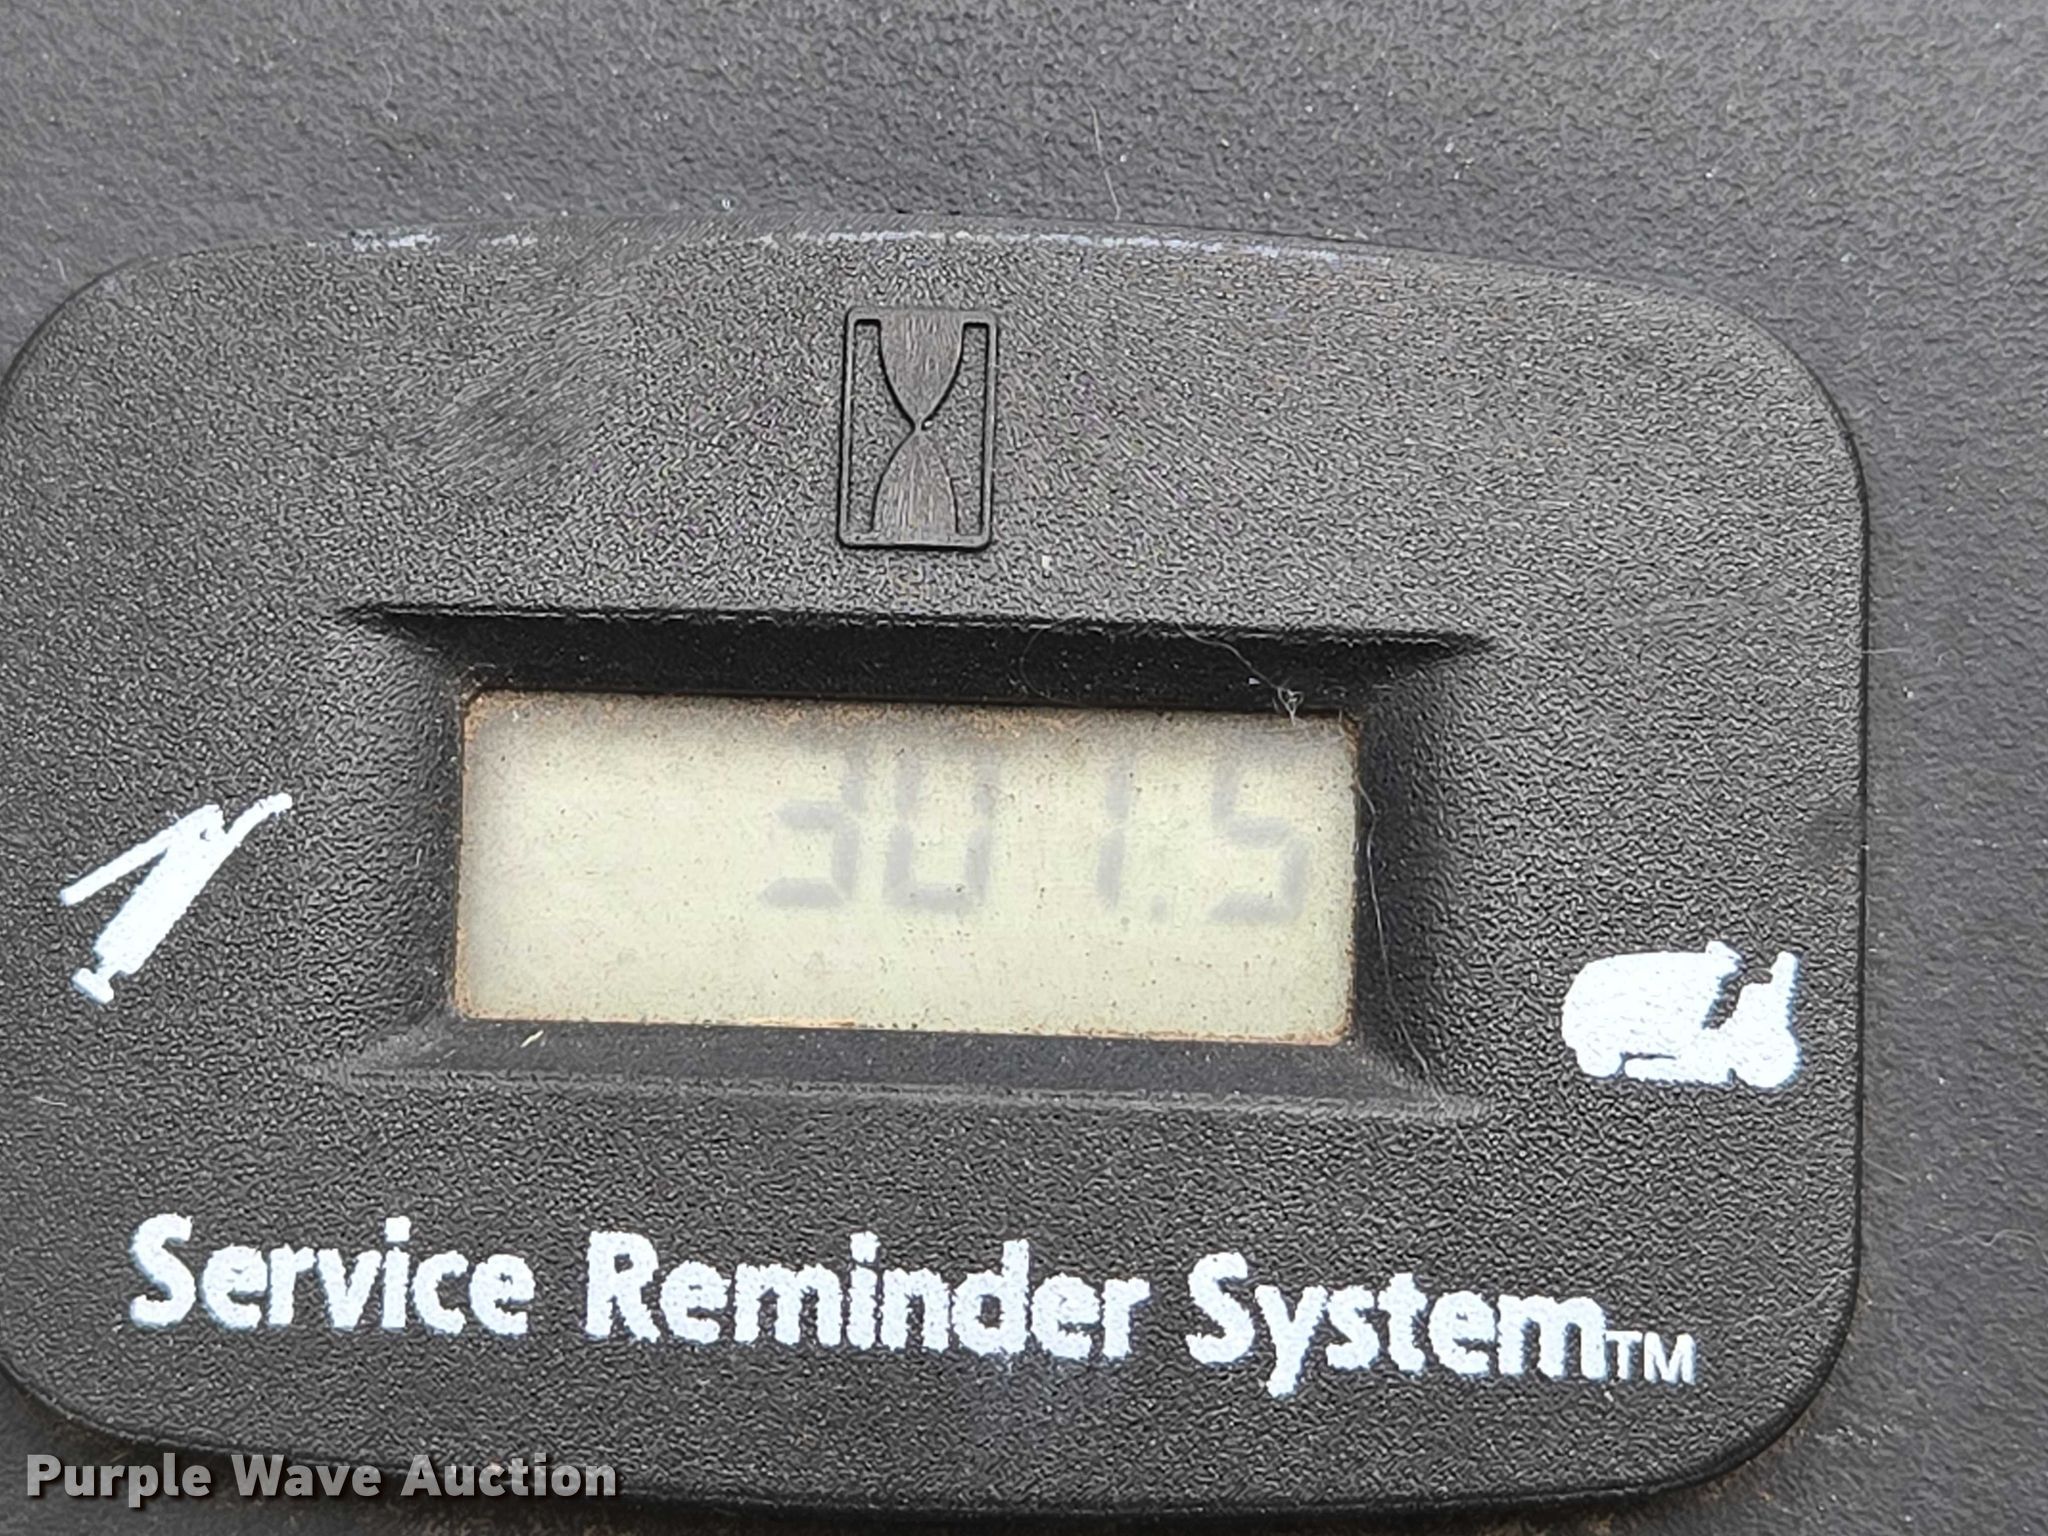 301.5
Service Reminder System™
Purple Wave Auction